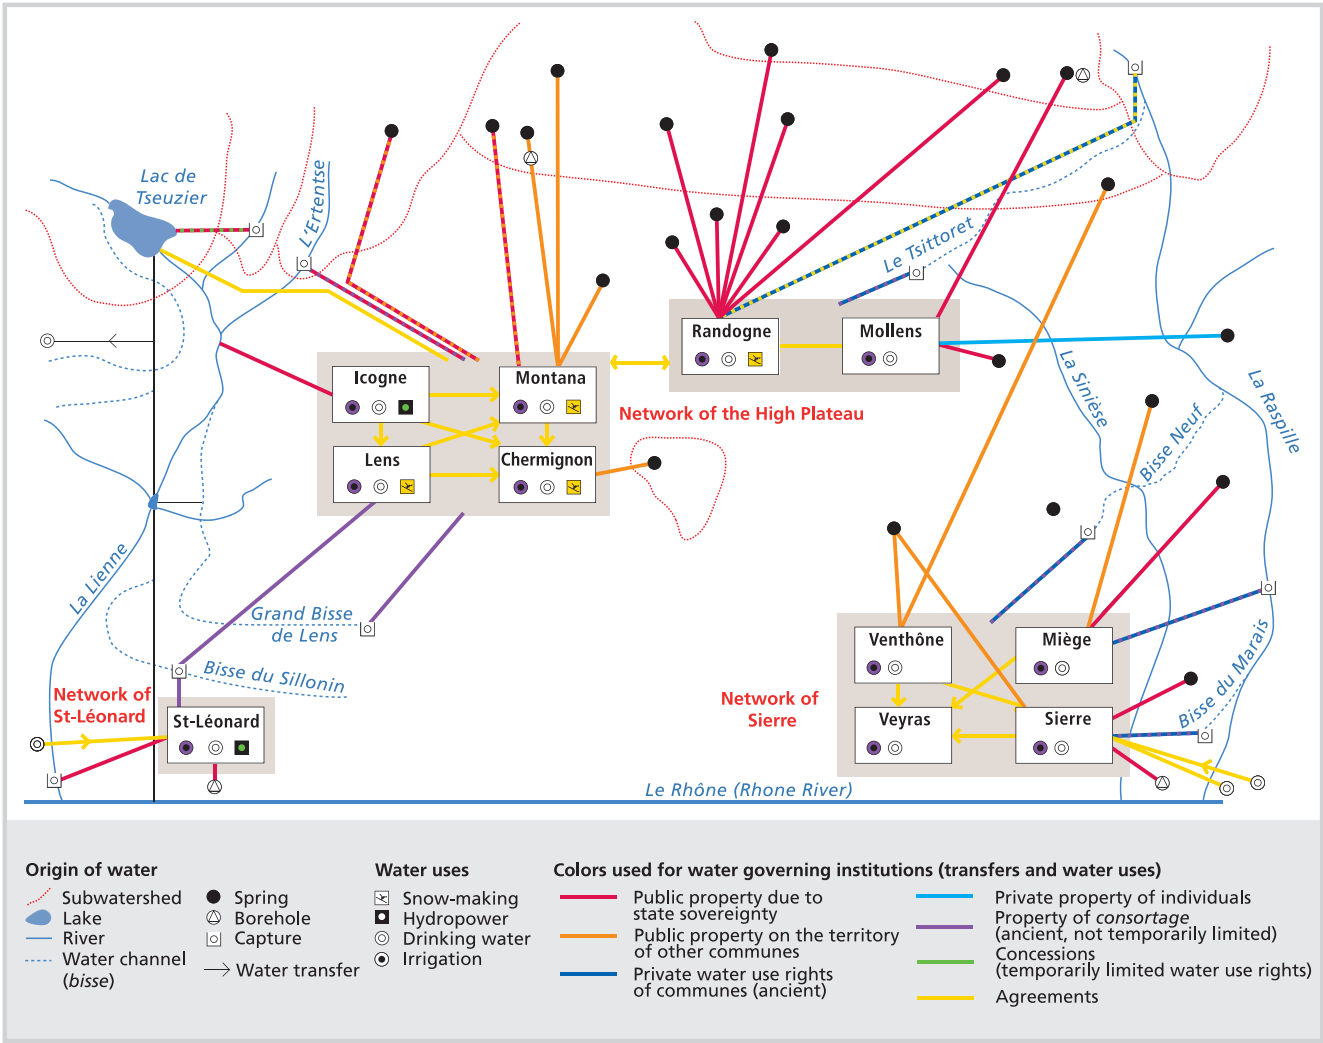 Lac de
Tseuzier
L'Ertentse
Le Tsittoret
Randogne
Mollens
Icogne
Montana
Network of the High Plateau
Lens
Chermignon
La Sinièse
Bisse Neuf
La Raspille
La Lienne
Grand Bisse
de Lens
Bisse du Sillonin
Network of
St-Léonard
St-Léonard
Venthône
Miège
Network of
Sierre
Veyras
Sierre
Bisse du Marais
Le Rhône (Rhone River)
Origin of water
Subwatershed
Lake
River
Water channel
(bisse)
Spring
Borehole
Capture
Water transfer
Water uses
Snow-making
Hydropower
Drinking water
Irrigation
Colors used for water governing institutions (transfers and water uses)
Public property due to
state sovereignty
Public property on the territory
of other communes
Private water use rights
of communes (ancient)
Private property of individuals
Property of consortage
(ancient, not temporarily limited)
Concessions
(temporarily limited water use rights)
Agreements